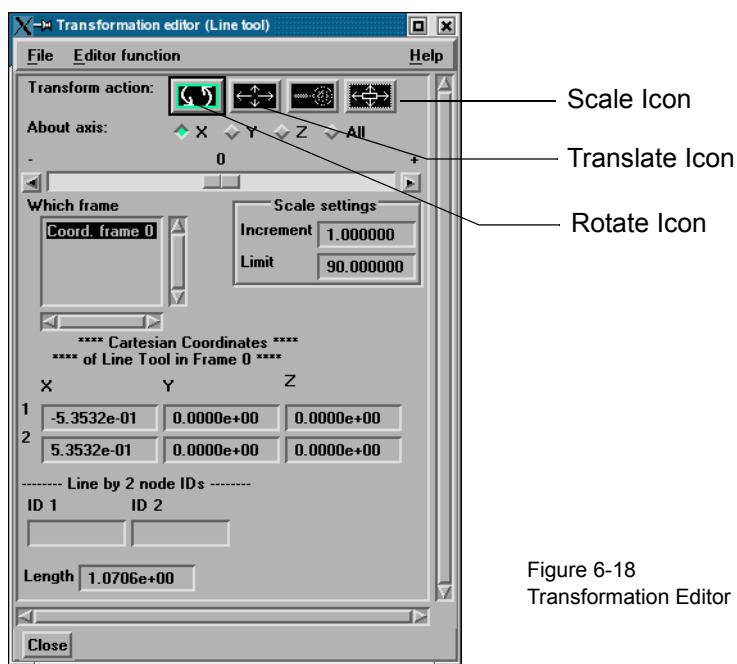 Transformation editor (Line tool)
File Editor function Help
Transform action:
Scale Icon
About axis: X Y Z All
Translate Icon
- 0 +
Which frame
Scale settings
Rotate Icon
Coord. frame 0
Increment 1.000000
Limit 90.000000
**** Cartesian Coordinates ****
**** of Line Tool in Frame 0 ****
X Y Z
1 -5.3532e-01 0.0000e+00 0.0000e+00
2 5.3532e-01 0.0000e+00 0.0000e+00
-------- Line by 2 node IDs --------
ID 1 ID 2
Length 1.0706e+00
Close
Figure 6-18
Transformation Editor